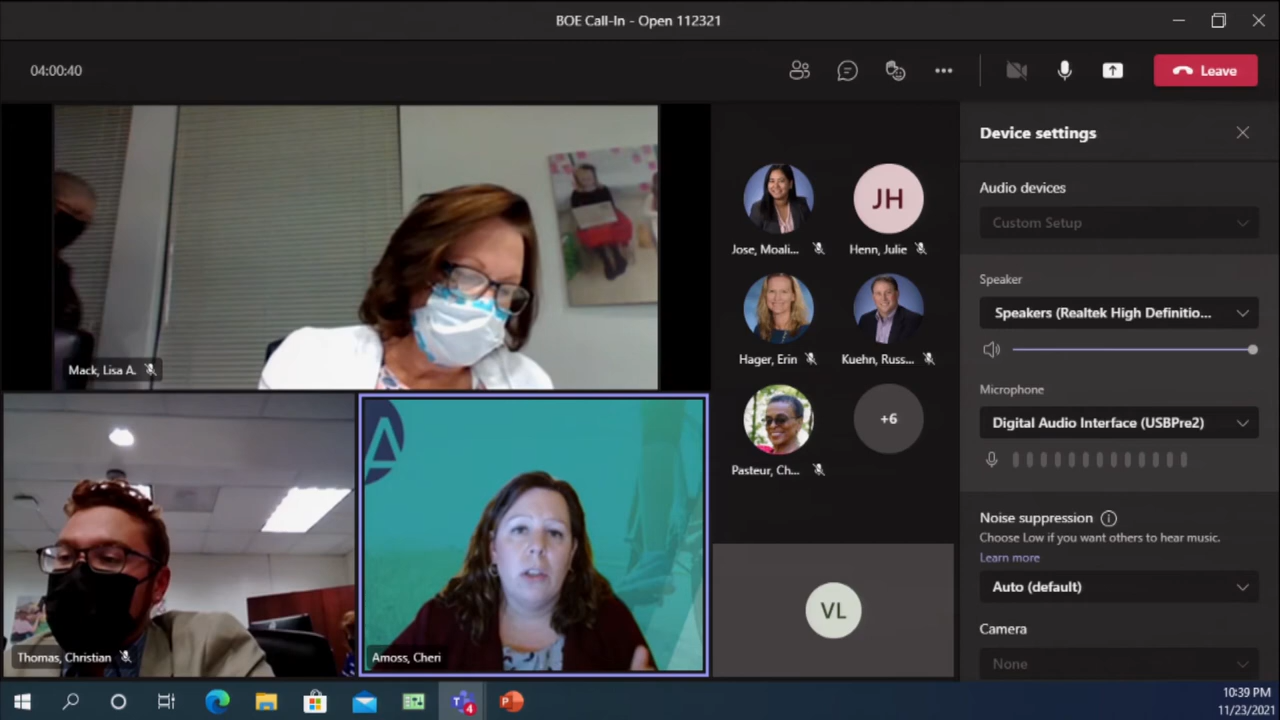 BOE Call-In - Open 112321
04:00:40
Leave
Mack, Lisa A.
Thomas, Christian
A
Amoss, Cheri
Jose, Moali...
JH
Henn, Julie
Hager, Erin
Kuehn, Russ...
Pasteur, Ch...
+6
VL
Device settings
Audio devices
Custom Setup
Speaker
Speakers (Realtek High Definitio...
Microphone
Digital Audio Interface (USBPre2)
Noise suppression
Choose Low if you want others to hear music.
Learn more
Auto (default)
Camera
None
T
4
P
10:39 PM
11/23/2021